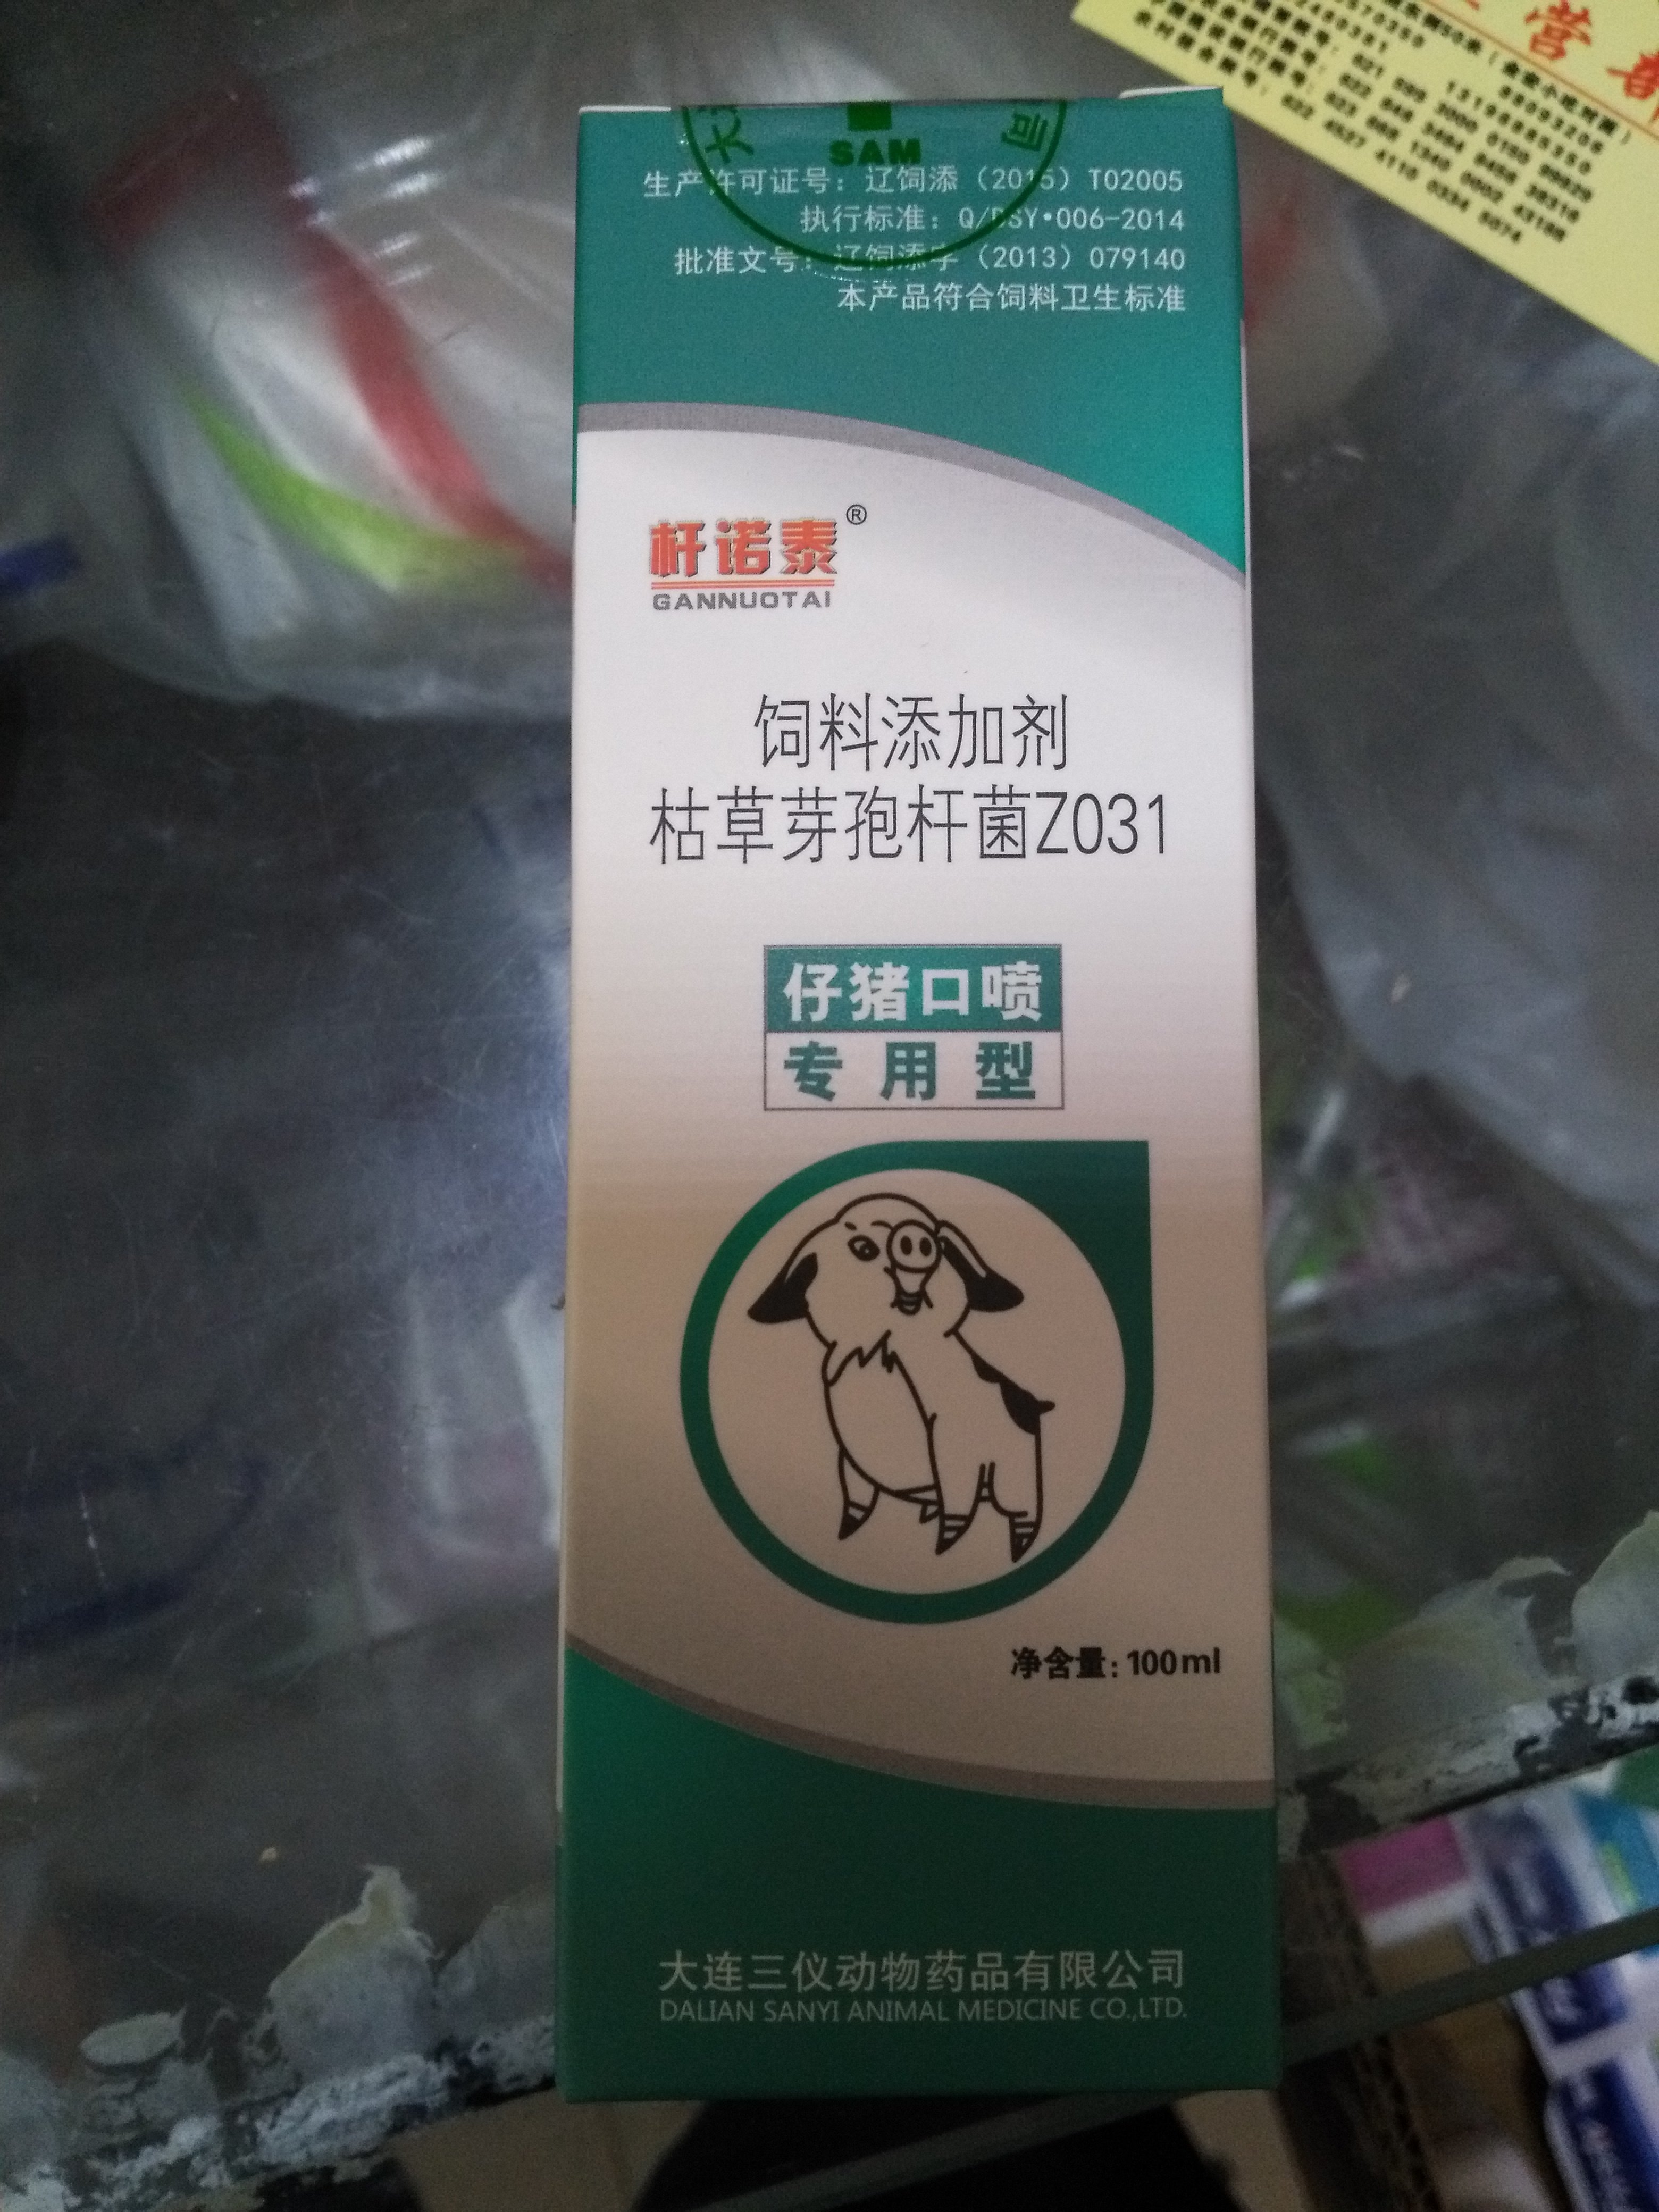 SAM
生产许可证号：辽饲添（2015）T02005
执行标准：Q/DSY•006-2014
批准文号：辽饲添字（2013）079140
本产品符合饲料卫生标准
杆诺泰®
GANNUOTAI
饲料添加剂
枯草芽孢杆菌Z031
仔猪口喷
专用型
净含量：100ml
大连三仪动物药品有限公司
DALIAN SANYI ANIMAL MEDICINE CO.,LTD.
营部